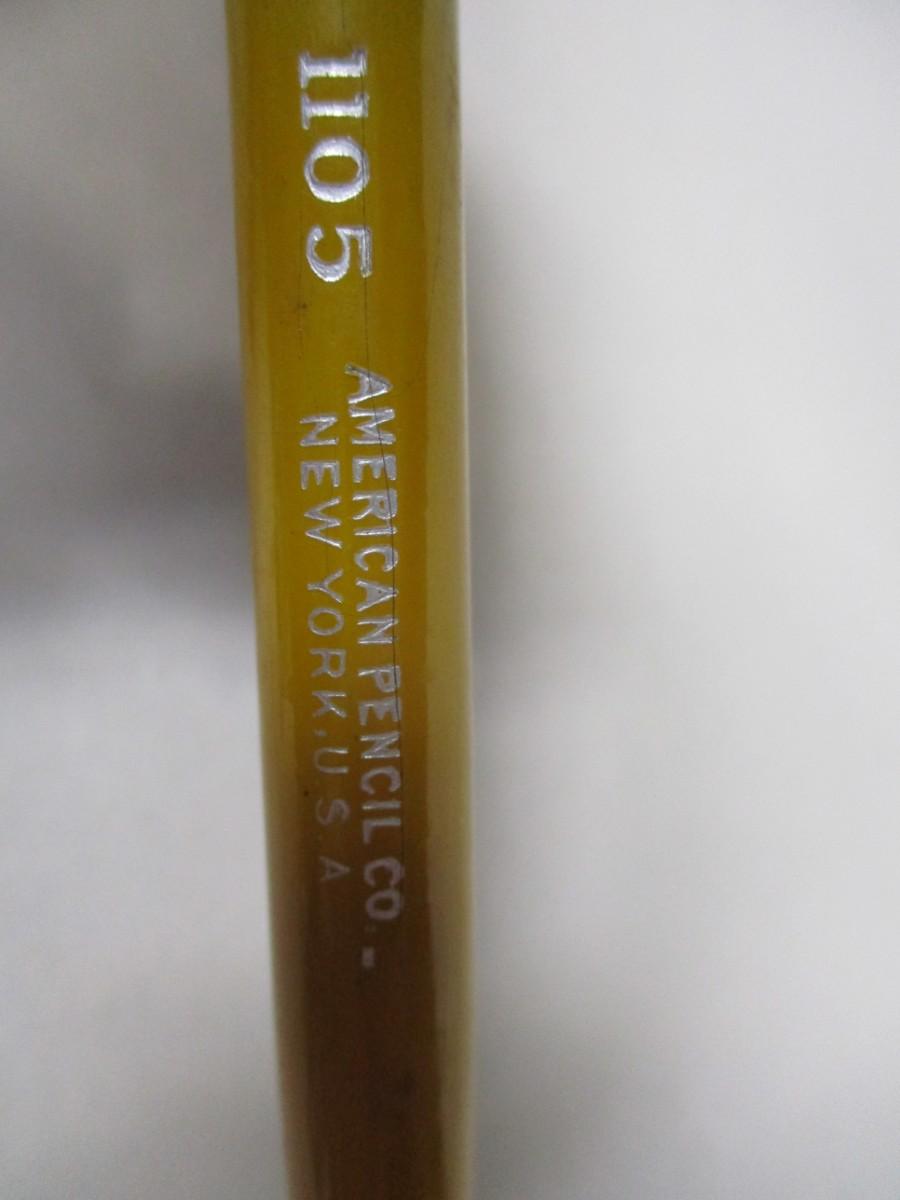 1105
AMERICAN PENCIL CO. -
NEW YORK, U.S.A